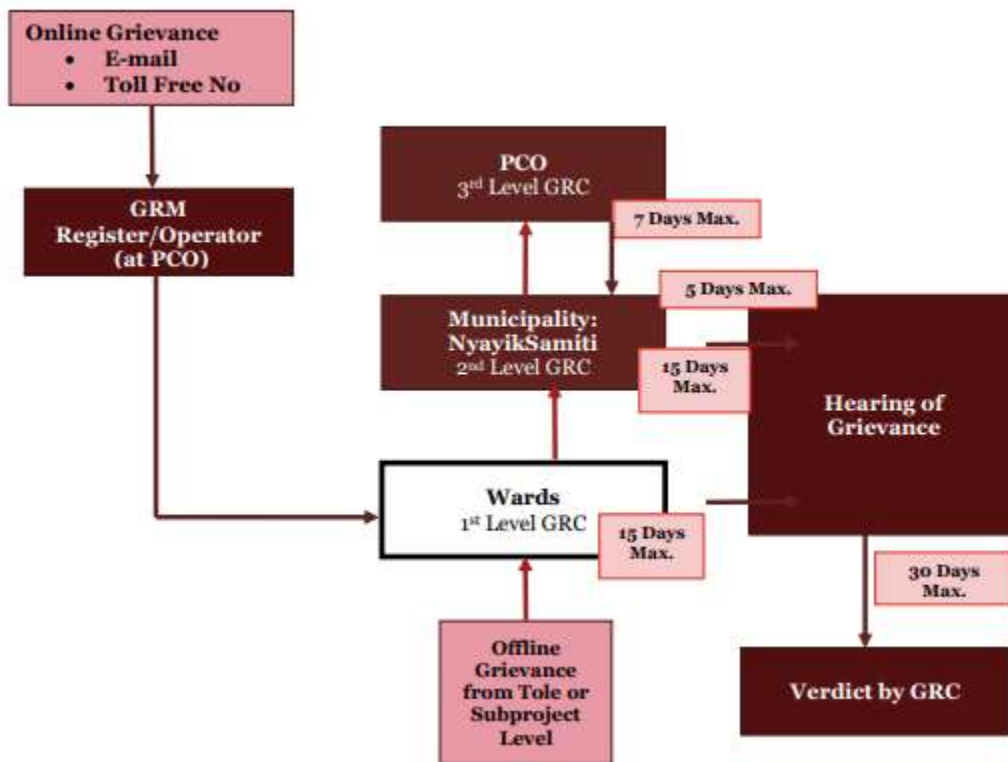 Online Grievance
• E-mail
• Toll Free No
GRM
Register/Operator
(at PCO)
PCO
3rd Level GRC
7 Days Max.
5 Days Max.
Municipality:
NyayikSamiti
2nd Level GRC
15 Days
Max.
Hearing of
Grievance
Wards
1st Level GRC
15 Days
Max.
30 Days
Max.
Offline
Grievance
from Tole or
Subproject
Level
Verdict by GRC